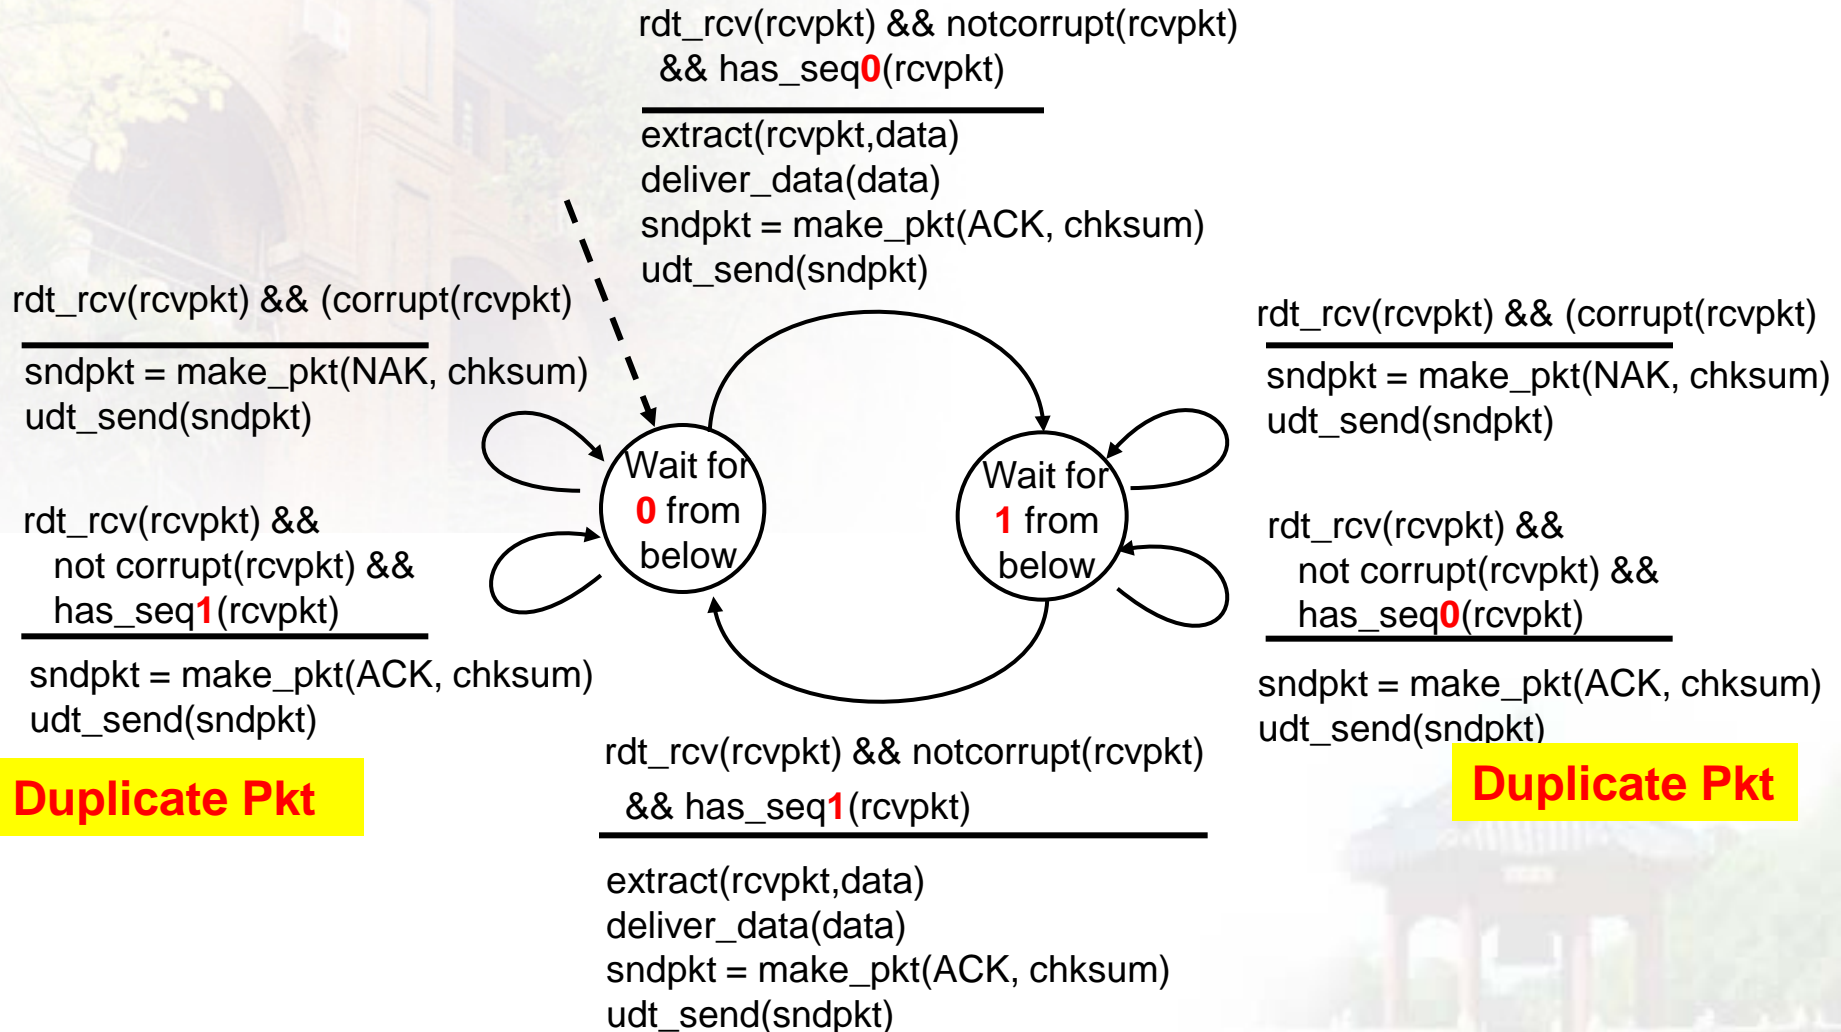 rdt_rcv(rcvpkt) && notcorrupt(rcvpkt)
&& has_seq0(rcvpkt)
extract(rcvpkt,data)
deliver_data(data)
sndpkt = make_pkt(ACK, chksum)
udt_send(sndpkt)
rdt_rcv(rcvpkt) && (corrupt(rcvpkt)
sndpkt = make_pkt(NAK, chksum)
udt_send(sndpkt)
rdt_rcv(rcvpkt) &&
not corrupt(rcvpkt) &&
has_seq1(rcvpkt)
sndpkt = make_pkt(ACK, chksum)
udt_send(sndpkt)
Duplicate Pkt
Wait for
0 from
below
Wait for
1 from
below
rdt_rcv(rcvpkt) && (corrupt(rcvpkt)
sndpkt = make_pkt(NAK, chksum)
udt_send(sndpkt)
rdt_rcv(rcvpkt) &&
not corrupt(rcvpkt) &&
has_seq0(rcvpkt)
sndpkt = make_pkt(ACK, chksum)
udt_send(sndpkt)
Duplicate Pkt
rdt_rcv(rcvpkt) && notcorrupt(rcvpkt)
&& has_seq1(rcvpkt)
extract(rcvpkt,data)
deliver_data(data)
sndpkt = make_pkt(ACK, chksum)
udt_send(sndpkt)